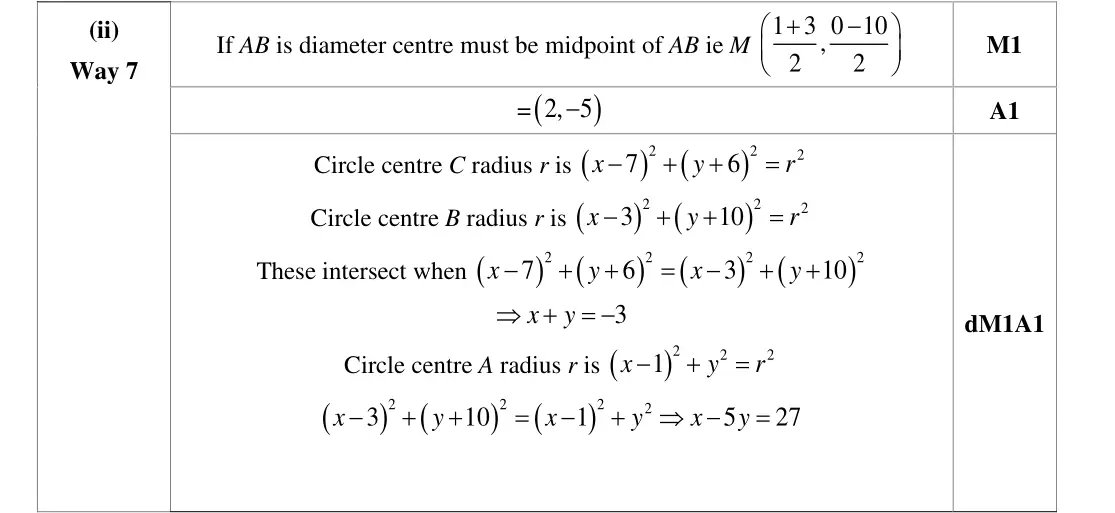 (ii)
Way 7
If AB is diameter centre must be midpoint of AB ie M (1+3/2, 0−10/2)
M1
=(2,−5)
A1
Circle centre C radius r is (x−7)² + (y+6)² = r²
Circle centre B radius r is (x−3)² + (y+10)² = r²
These intersect when (x−7)² + (y+6)² = (x−3)² + (y+10)²
⇒ x + y = −3
Circle centre A radius r is (x−1)² + y² = r²
(x−3)² + (y+10)² = (x−1)² + y² ⇒ x−5y = 27
dM1A1